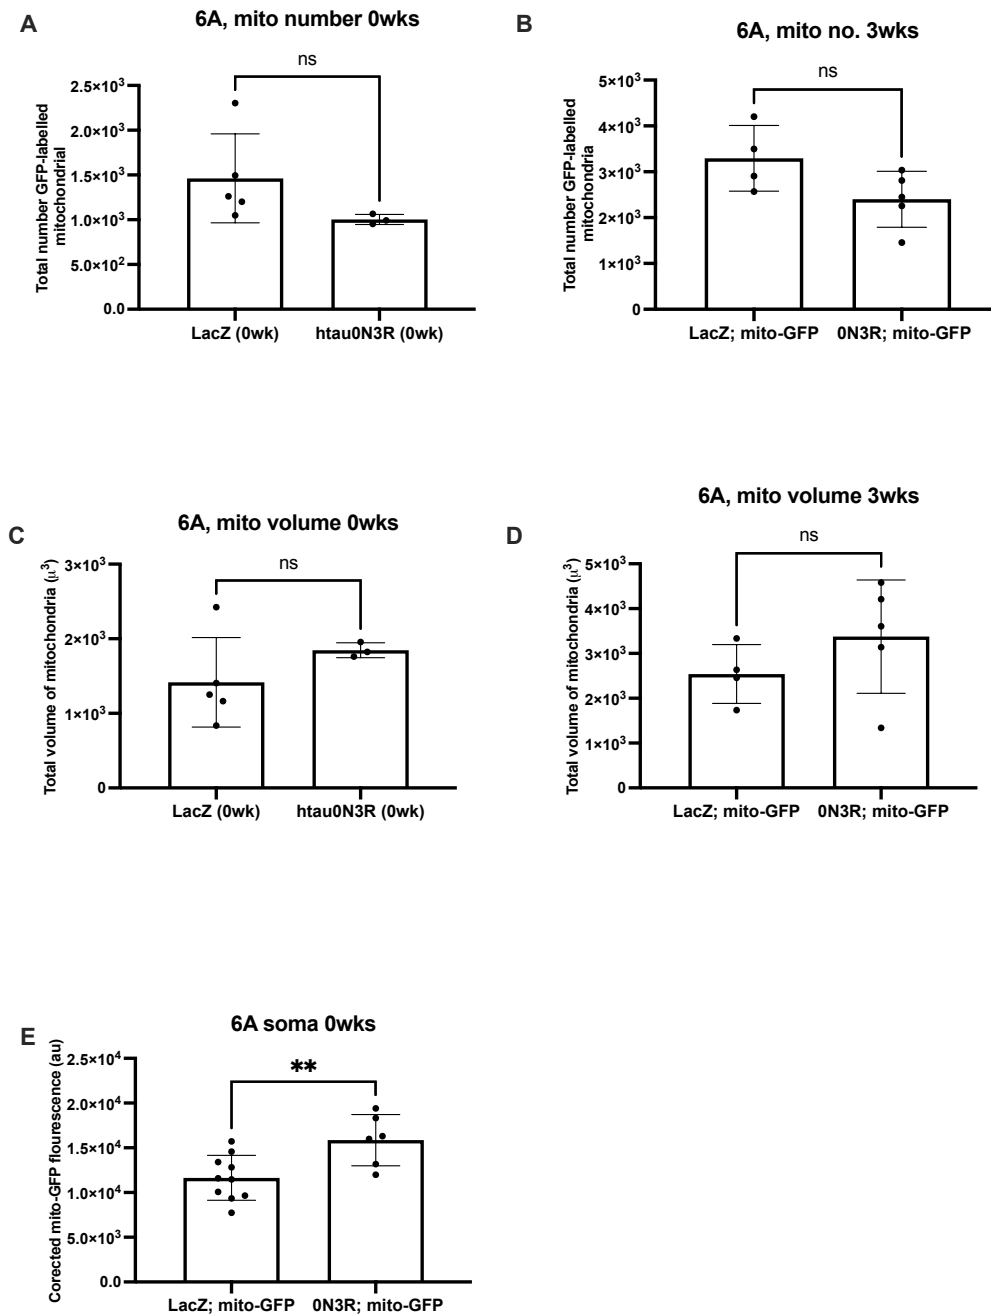 A
6A, mito number 0wks
ns
Total number GFP-labelled
mitochondrial
2.5×10³
2.0×10³
1.5×10³
1.0×10³
5.0×10²
0.0
LacZ (0wk)
htau0N3R (0wk)
B
6A, mito no. 3wks
ns
Total number GFP-labelled
mitochondria
5×10³
4×10³
3×10³
2×10³
1×10³
0
LacZ; mito-GFP
0N3R; mito-GFP
C
6A, mito volume 0wks
ns
Total volume of mitochondria (μ³)
3×10³
2×10³
1×10³
0
LacZ (0wk)
htau0N3R (0wk)
D
6A, mito volume 3wks
ns
Total volume of mitochondria (μ³)
5×10³
4×10³
3×10³
2×10³
1×10³
0
LacZ; mito-GFP
0N3R; mito-GFP
E
6A soma 0wks
**
Corected mito-GFP flourescence (au)
2.5×10⁴
2.0×10⁴
1.5×10⁴
1.0×10⁴
5.0×10³
0.0
LacZ; mito-GFP
0N3R; mito-GFP